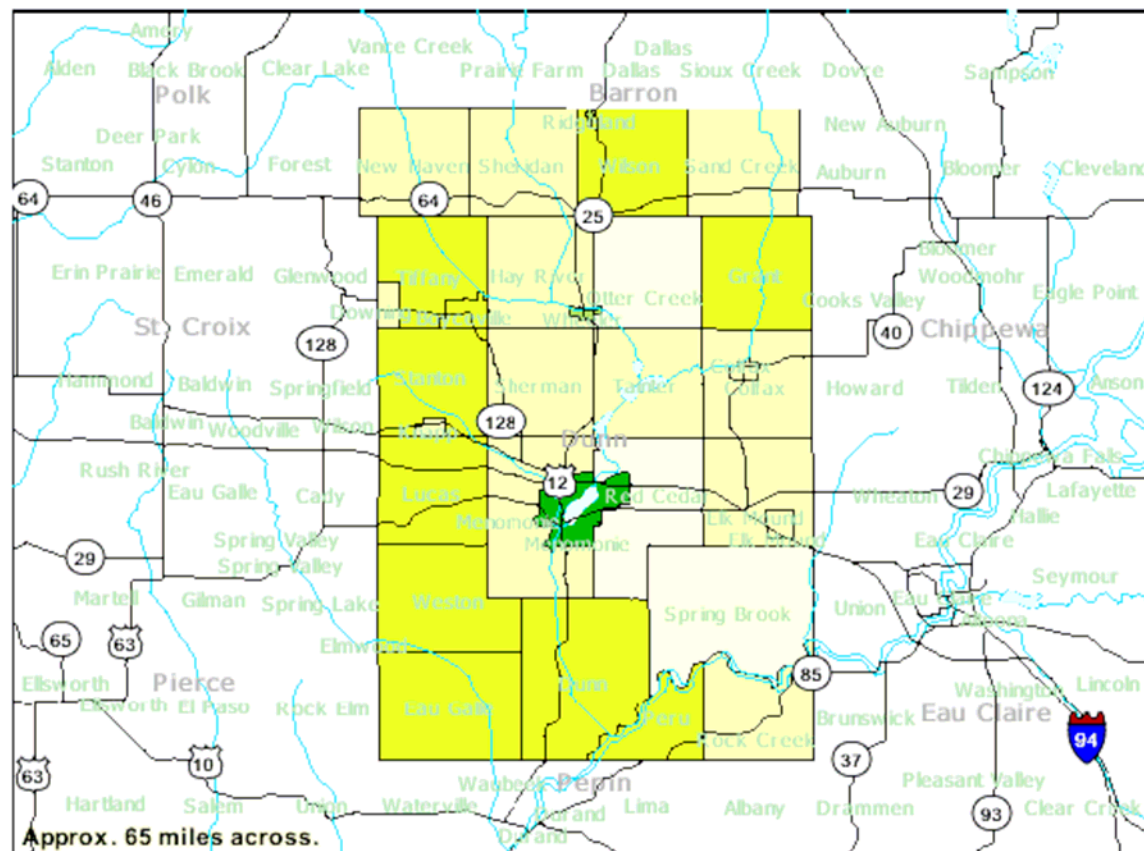 Amery
Vance Creek Dallas
Alden Black Brook Clear Lake Prairie Farm Dallas Sioux Creek Dovre Sampson
Polk Barron
Deer Park Ridgeland New Auburn
Stanton Cylon Forest New Haven Sheridan Wilson Sand Creek Auburn Bloomer Cleveland
64 46 64 25
Bloomer
Erin Prairie Emerald Glenwood Tiffany Hay River Grant Woodmohr
Otter Creek Cooks Valley Eagle Point
Downing Boyceville Wheeler
St. Croix 128 40 Chippewa
Colfax
Hammond Baldwin Springfield Stanton Sherman Tainter Colfax Howard Tilden 124 Anson
Baldwin Woodville Wilson Knapp 128 Dunn
Rush River Chippewa Falls
Eau Galle Cady Lucas 12 Red Cedar Wheaton 29 Lafayette
Menomonie Elk Mound Hallie
Spring Valley Menomonie Elk Mound Eau Claire
29 Spring Valley Seymour
Martell Gilman Spring Lake Weston Spring Brook Union Eau Claire Altoona
65 63 Elmwood
Ellsworth Pierce Dunn 85 Lincoln
Ellsworth El Paso Rock Elm Eau Galle Peru Brunswick Washington Eau Claire
Rock Creek 94
63 10 37
Waubeek Pepin Pleasant Valley
Hartland Salem Union Waterville Durand Lima Albany Drammen 93 Clear Creek
Durand
Approx. 65 miles across.